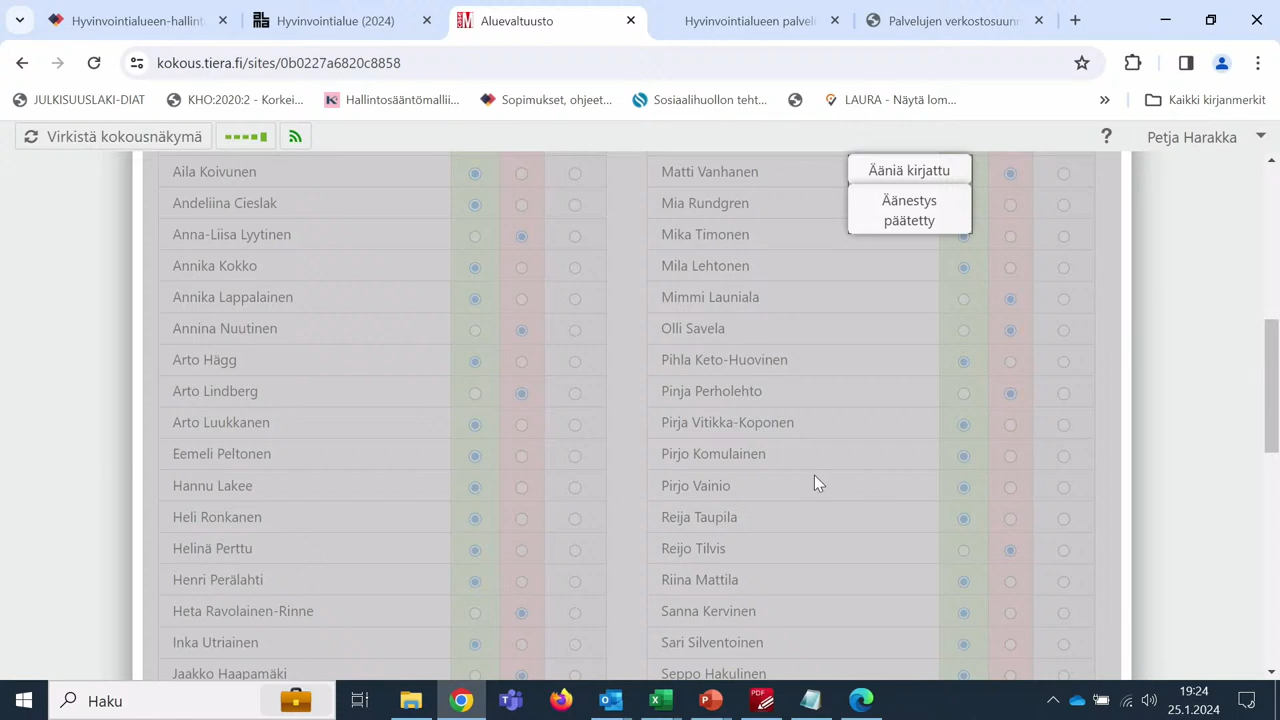 Hyvinvointialueen-hallin
Hyvinvointialue (2024)
Aluevaltuusto
Hyvinvointialueen palveli
Palvelujen verkostosuunn
kokous.tiera.fi/sites/0b0227a6820c8858
JULKISUUSLAKI-DIAT
KHO:2020:2 - Korkei...
Hallintosääntömallii...
Sopimukset, ohjeet...
Sosiaalihuollon teht...
LAURA - Näytä lom...
Kaikki kirjanmerkit
Virkistä kokousnäkymä
Petja Harakka
Aila Koivunen
Matti Vanhanen
Ääniä kirjattu
Andeliina Cieslak
Mia Rundgren
Äänestys
päätetty
Anna-Liisa Lyytinen
Mika Timonen
Annika Kokko
Mila Lehtonen
Annika Lappalainen
Mimmi Launiala
Annina Nuutinen
Olli Savela
Arto Hägg
Pihla Keto-Huovinen
Arto Lindberg
Pinja Perholehto
Arto Luukkanen
Pirja Vitikka-Koponen
Eemeli Peltonen
Pirjo Komulainen
Hannu Lakee
Pirjo Vainio
Heli Ronkanen
Reija Taupila
Helinä Perttu
Reijo Tilvis
Henri Perälahti
Riina Mattila
Heta Ravolainen-Rinne
Sanna Kervinen
Inka Utriainen
Sari Silventoinen
Jaakko Haapamäki
Seppo Hakulinen
Haku
19:24
25.1.2024